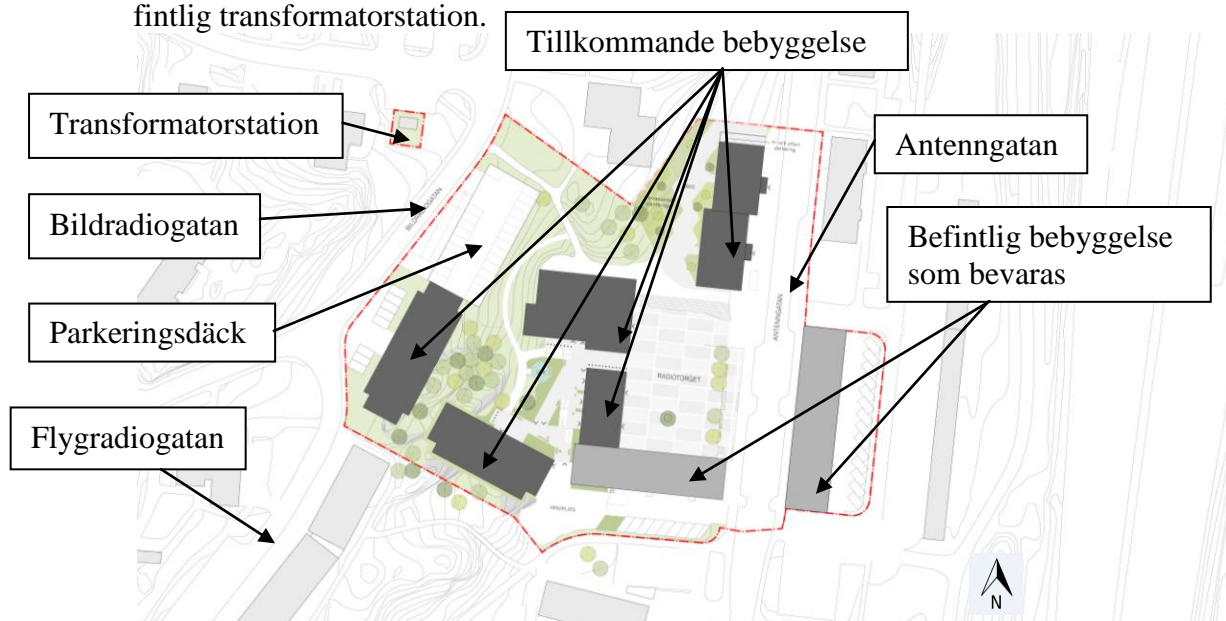 fintlig transformatorstation.
Tillkommande bebyggelse
Transformatorstation
Antenngatan
Bildradiogatan
Befintlig bebyggelse
som bevaras
Parkeringsdäck
Flygradiogatan
ANTENNGATAN
RADIOTORGET
N